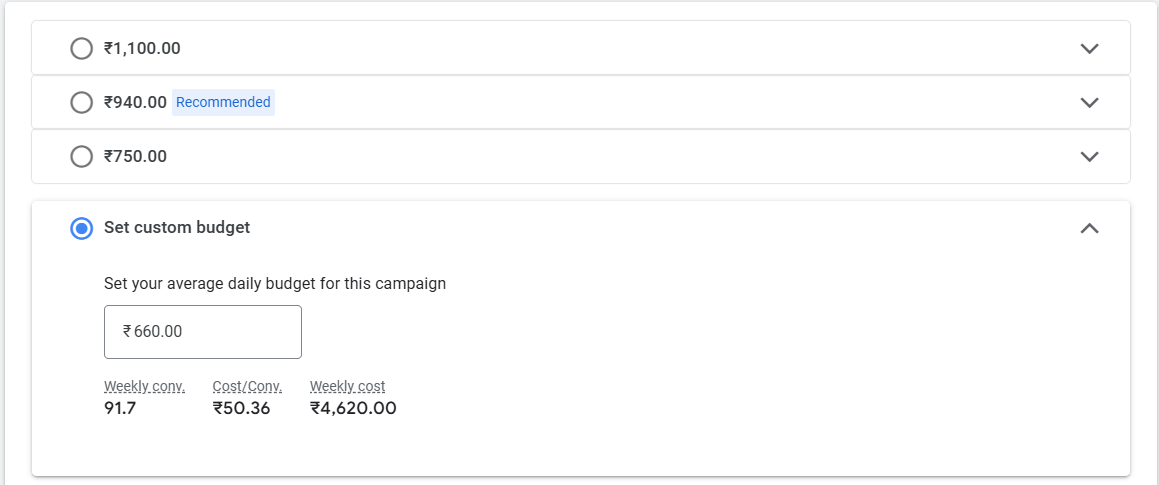 ₹1,100.00
₹940.00 Recommended
₹750.00
Set custom budget
Set your average daily budget for this campaign
₹ 660.00
Weekly conv. Cost/Conv. Weekly cost
91.7 ₹50.36 ₹4,620.00